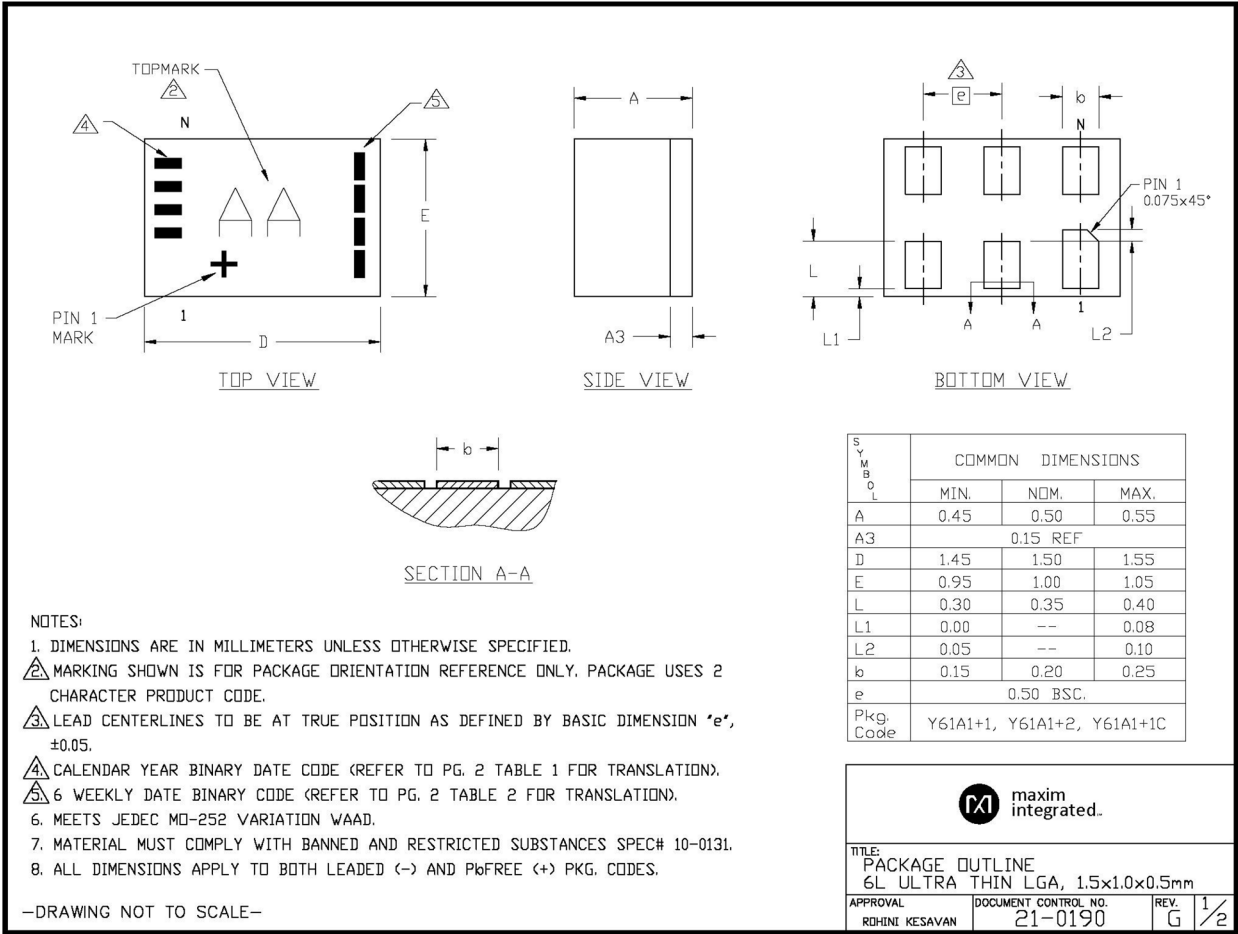 TOPMARK
2
4
N
5
E
PIN 1
MARK
1
D
TOP VIEW
A
A3
SIDE VIEW
3
e
b
N
PIN 1
0.075x45°
L
L1
A A
1
L2
BOTTOM VIEW
b
SECTION A-A
SYMBOL COMMON DIMENSIONS
MIN. NOM. MAX.
A 0.45 0.50 0.55
A3 0.15 REF
D 1.45 1.50 1.55
E 0.95 1.00 1.05
L 0.30 0.35 0.40
L1 0.00 -- 0.08
L2 0.05 -- 0.10
b 0.15 0.20 0.25
e 0.50 BSC.
Pkg.
Code Y61A1+1, Y61A1+2, Y61A1+1C
NOTES:
1. DIMENSIONS ARE IN MILLIMETERS UNLESS OTHERWISE SPECIFIED.
2. MARKING SHOWN IS FOR PACKAGE ORIENTATION REFERENCE ONLY. PACKAGE USES 2
CHARACTER PRODUCT CODE.
3. LEAD CENTERLINES TO BE AT TRUE POSITION AS DEFINED BY BASIC DIMENSION "e",
±0.05.
4. CALENDAR YEAR BINARY DATE CODE (REFER TO PG. 2 TABLE 1 FOR TRANSLATION).
5. 6 WEEKLY DATE BINARY CODE (REFER TO PG. 2 TABLE 2 FOR TRANSLATION).
6. MEETS JEDEC MO-252 VARIATION WAAD.
7. MATERIAL MUST COMPLY WITH BANNED AND RESTRICTED SUBSTANCES SPEC# 10-0131.
8. ALL DIMENSIONS APPLY TO BOTH LEADED (-) AND PbFREE (+) PKG. CODES.
-DRAWING NOT TO SCALE-
maxim
integrated™
TITLE:
PACKAGE OUTLINE
6L ULTRA THIN LGA, 1.5x1.0x0.5mm
APPROVAL DOCUMENT CONTROL NO. REV. 1/2
ROHINI KESAVAN 21-0190 G